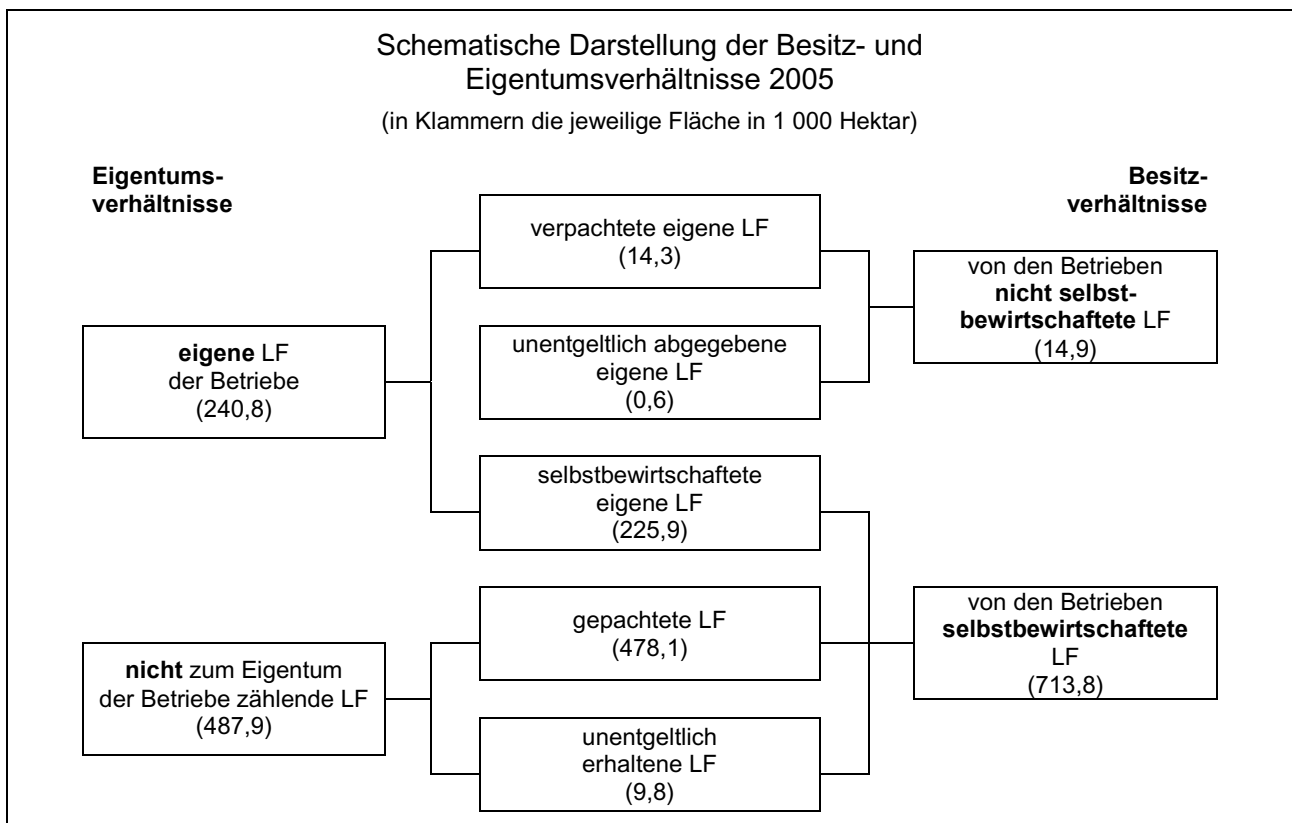 Schematische Darstellung der Besitz- und
Eigentumsverhältnisse 2005
(in Klammern die jeweilige Fläche in 1 000 Hektar)
Eigentums-
verhältnisse
Besitz-
verhältnisse
verpachtete eigene LF
(14,3)
von den Betrieben
nicht selbst-
bewirtschaftete LF
(14,9)
eigene LF
der Betriebe
(240,8)
unentgeltlich abgegebene
eigene LF
(0,6)
selbstbewirtschaftete
eigene LF
(225,9)
gepachtete LF
(478,1)
von den Betrieben
selbstbewirtschaftete
LF
(713,8)
nicht zum Eigentum
der Betriebe zählende LF
(487,9)
unentgeltlich
erhaltene LF
(9,8)